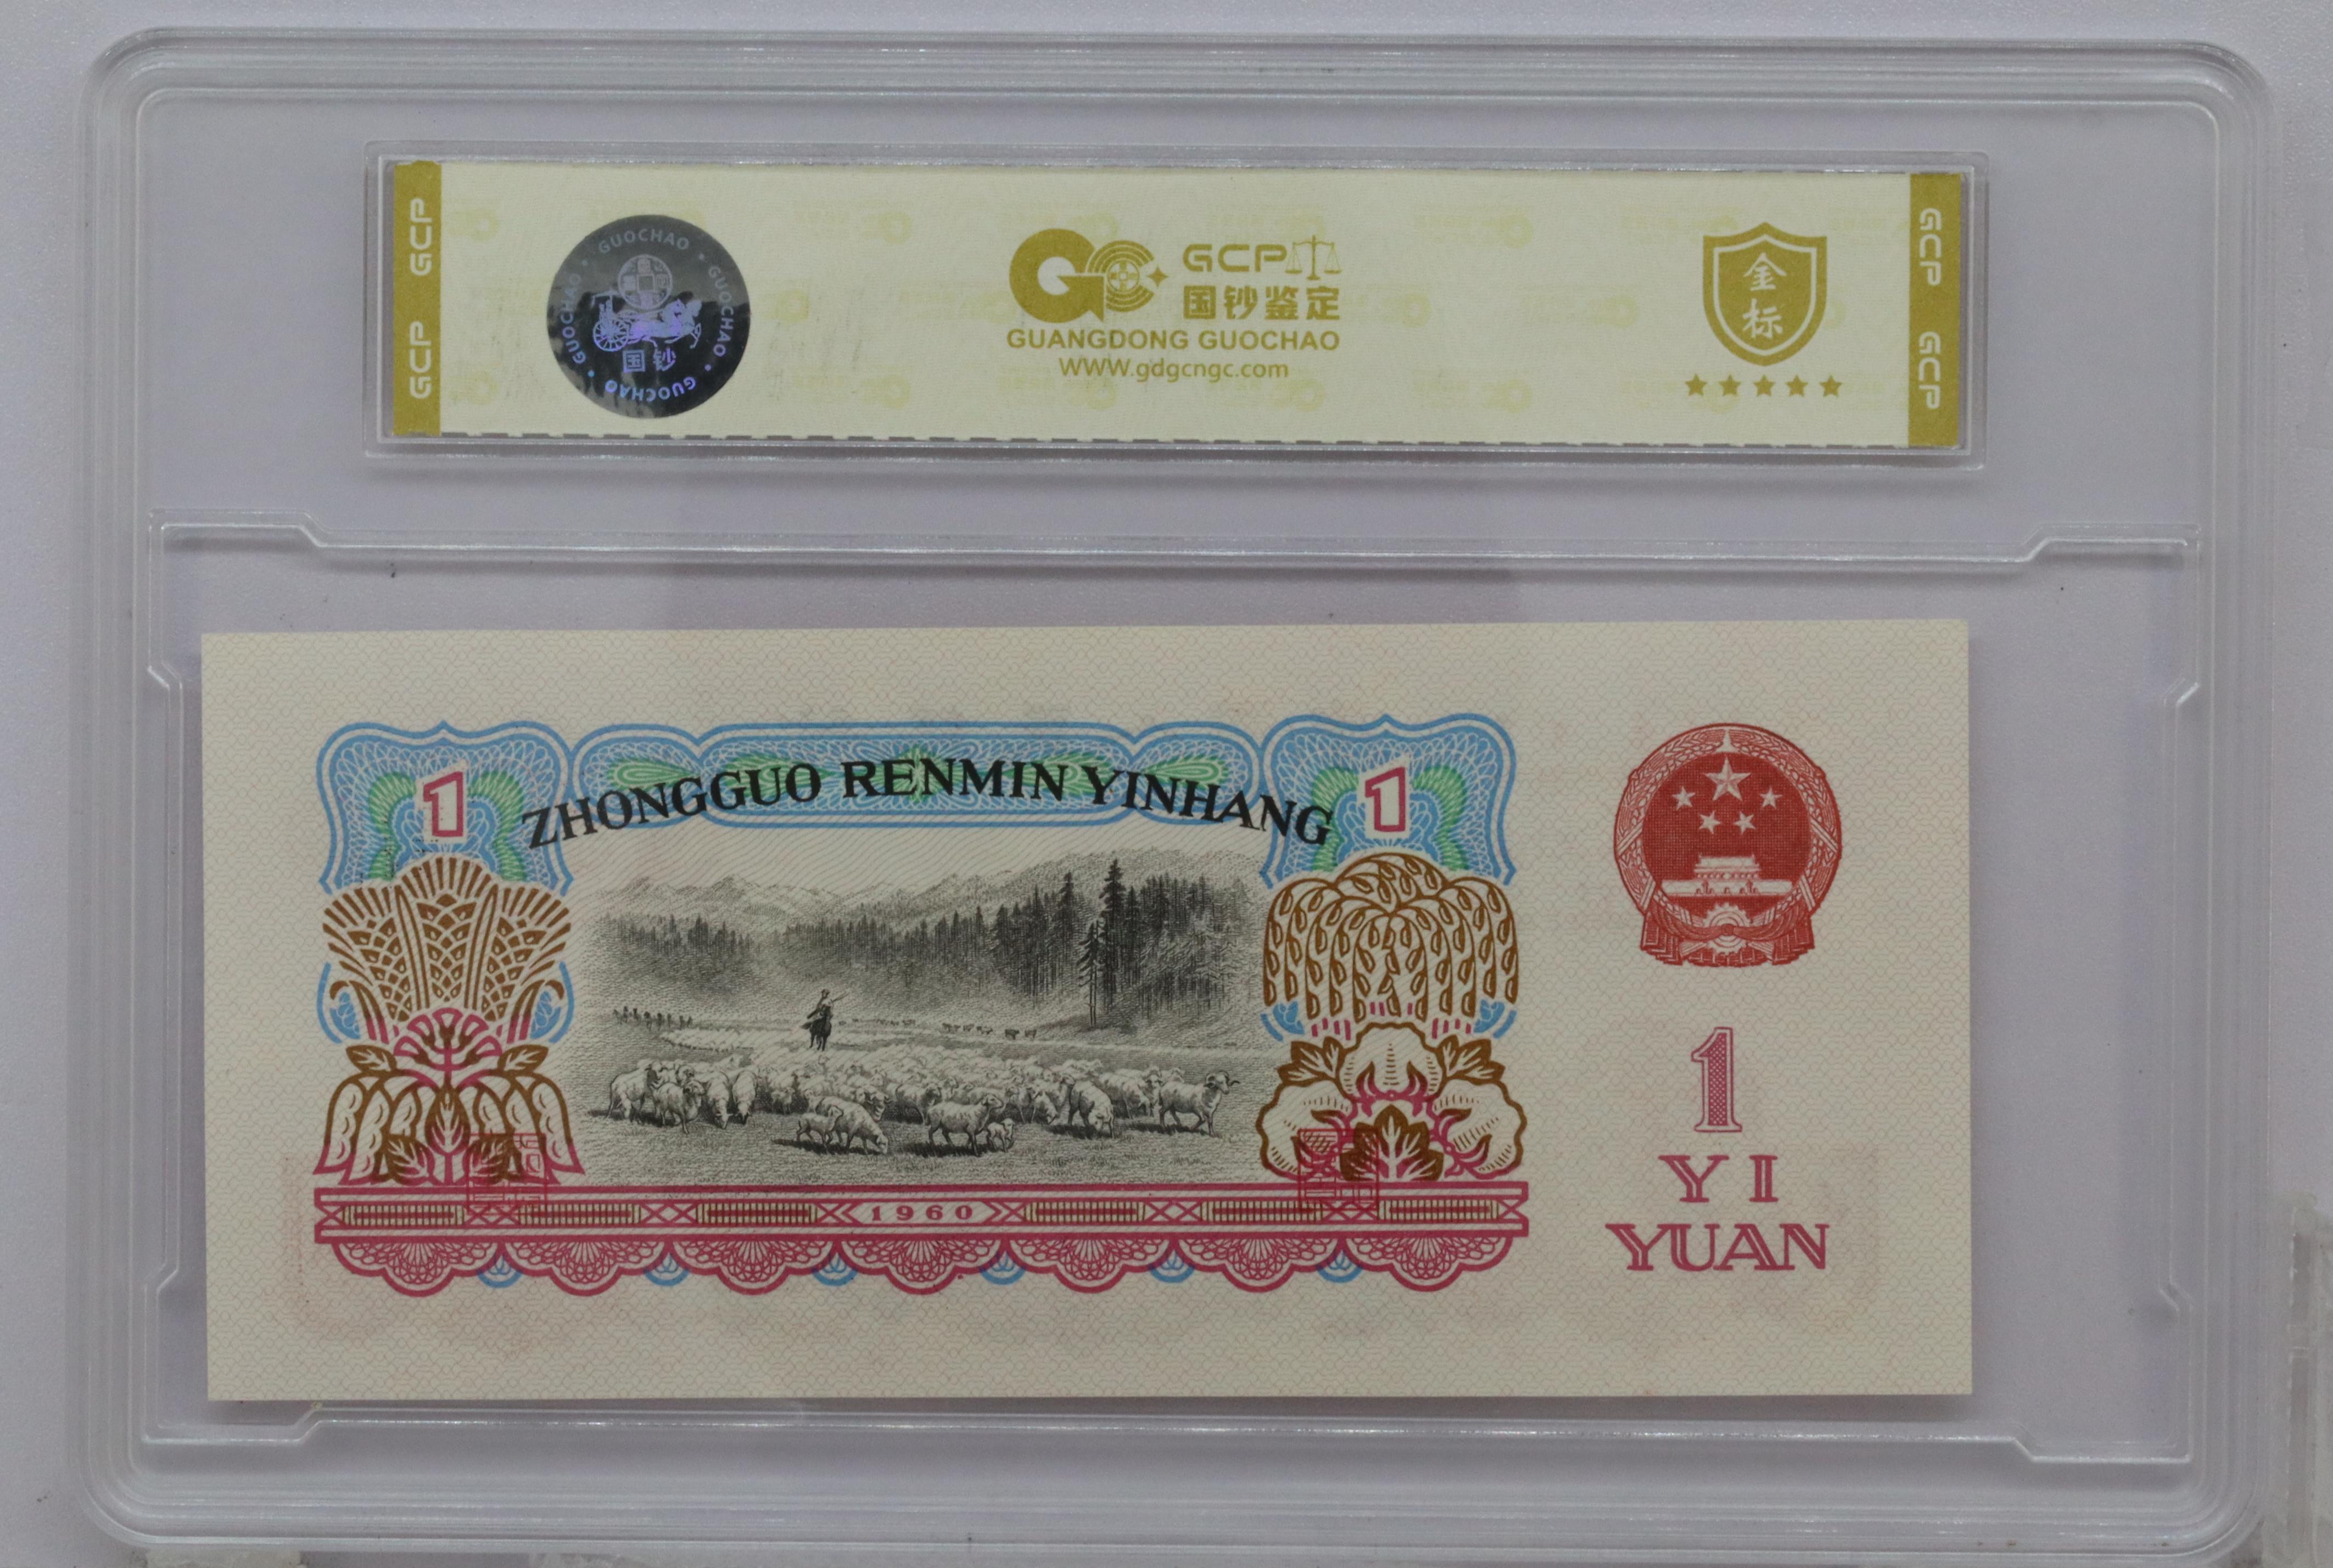 GCP GCP
GUOCHAO · GUOCHAO · GUOCHAO · GUOCHAO
国钞
GCP
国钞鉴定
GUANGDONG GUOCHAO
www.gdgcngc.com
金
标
GCP GCP
ZHONGGUO RENMIN YINHANG
1
1
1
YI
YUAN
1960